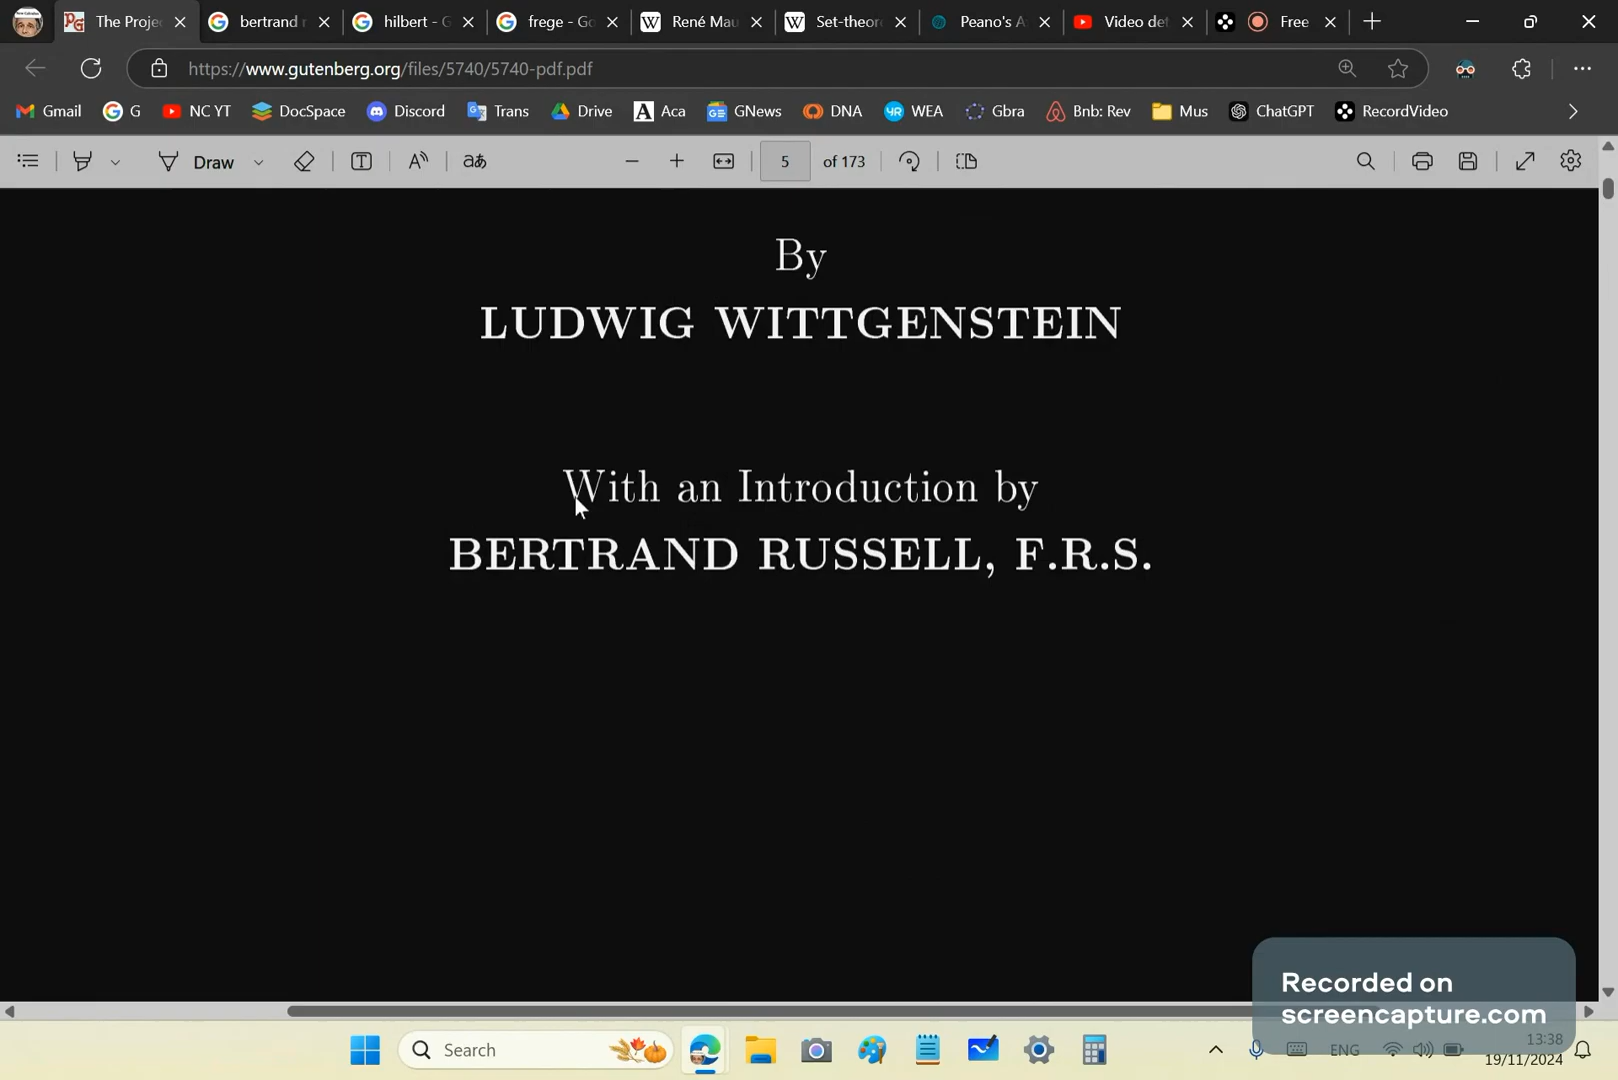 The Proje
bertrand r
hilbert - G
frege - Go
René Mau
Set-theor
Peano's A
Video det
Free
https://www.gutenberg.org/files/5740/5740-pdf.pdf
Gmail
G
NC YT
DocSpace
Discord
Trans
Drive
Aca
GNews
DNA
WEA
Gbra
Bnb: Rev
Mus
ChatGPT
RecordVideo
Draw
5 of 173
By
LUDWIG WITTGENSTEIN
With an Introduction by
BERTRAND RUSSELL, F.R.S.
Recorded on
screencapture.com
Search
ENG
13:38
19/11/2024